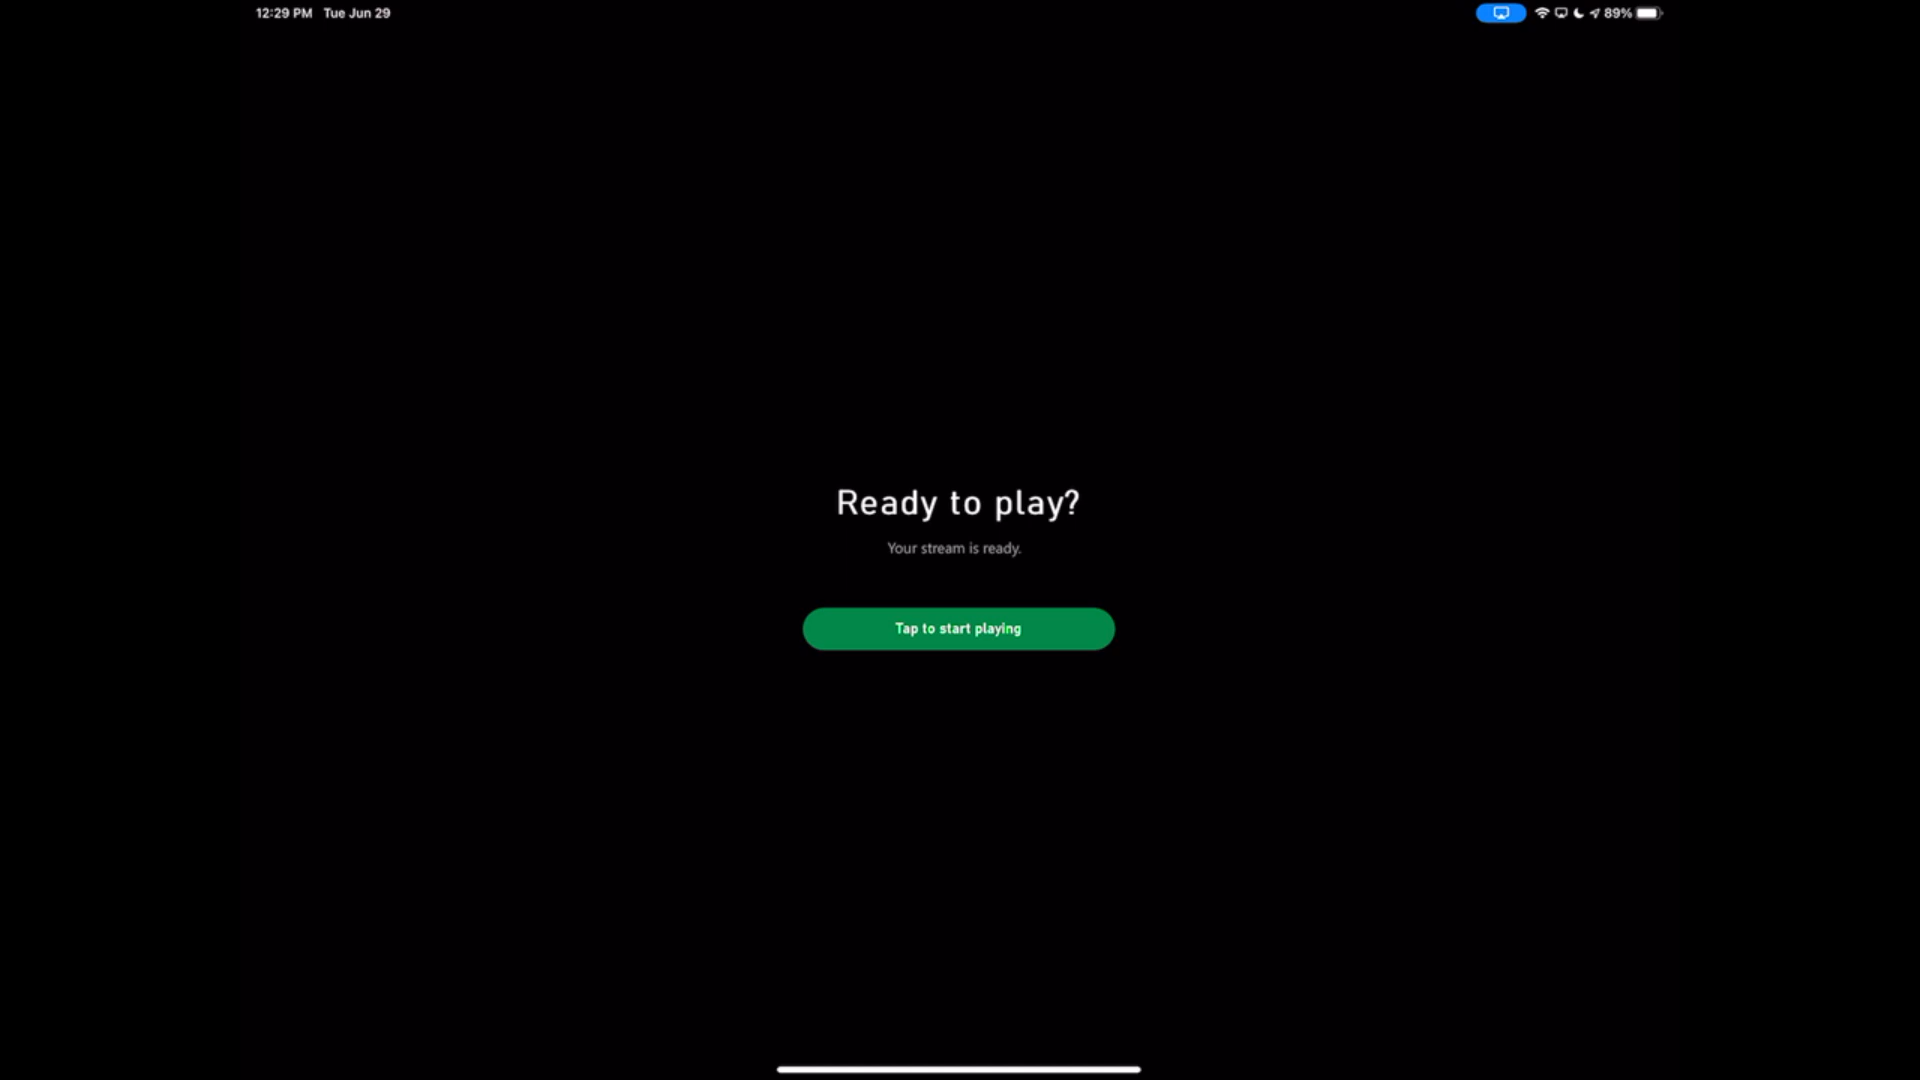 12:29 PM Tue Jun 29
89%
Ready to play?
Your stream is ready.
Tap to start playing